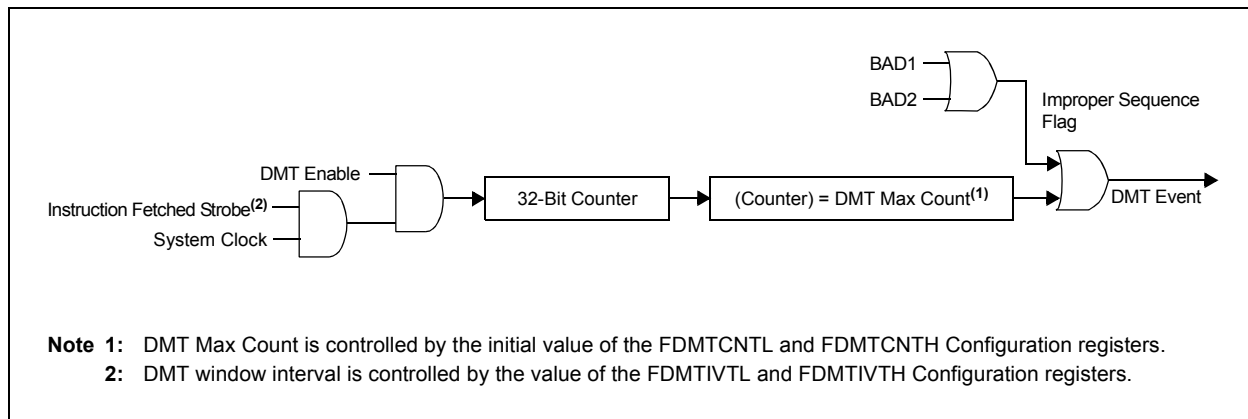 BAD1
BAD2
Improper Sequence
Flag
DMT Enable
Instruction Fetched Strobe(2)
System Clock
32-Bit Counter
(Counter) = DMT Max Count(1)
DMT Event
Note 1: DMT Max Count is controlled by the initial value of the FDMTCNTL and FDMTCNTH Configuration registers.
2: DMT window interval is controlled by the value of the FDMTIVTL and FDMTIVTH Configuration registers.